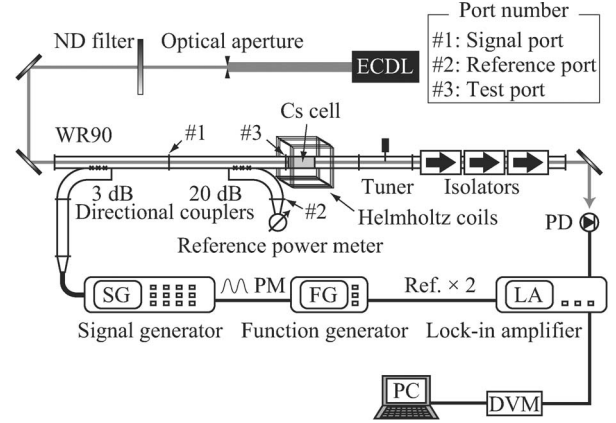 Port number
#1: Signal port
#2: Reference port
#3: Test port
ND filter
Optical aperture
ECDL
WR90
#1
#3
Cs cell
3 dB
20 dB
Directional couplers
#2
Reference power meter
Helmholtz coils
Tuner
Isolators
PD
SG
PM
FG
Ref. × 2
LA
Signal generator
Function generator
Lock-in amplifier
PC
DVM